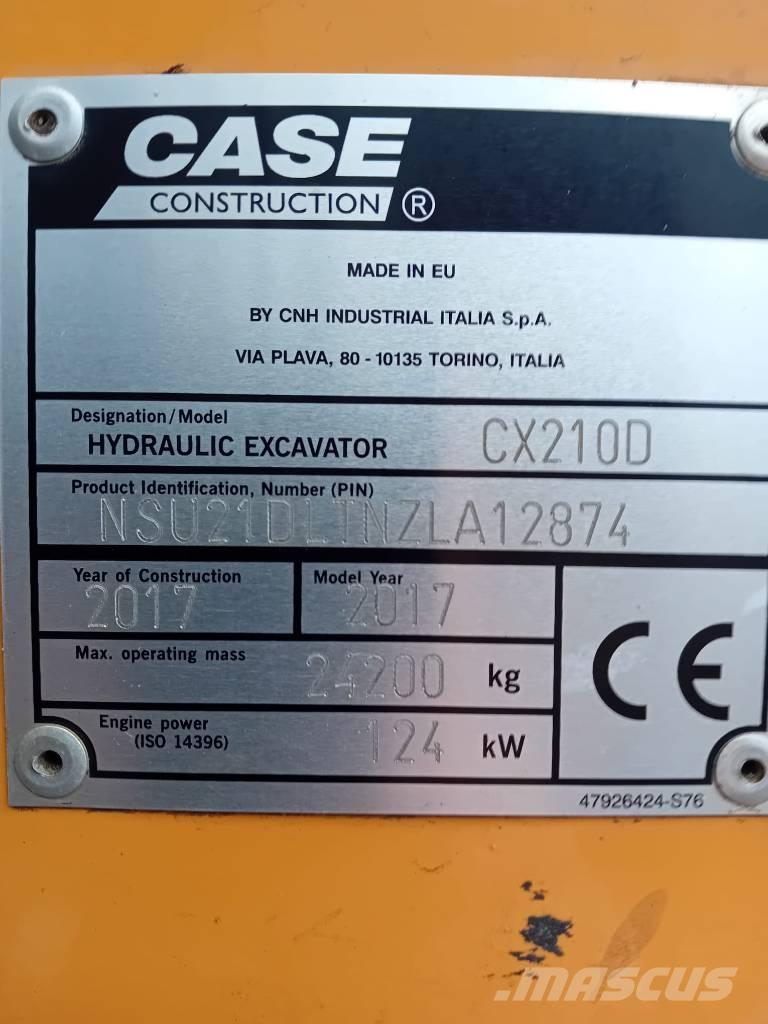 CASE
CONSTRUCTION ®
MADE IN EU
BY CNH INDUSTRIAL ITALIA S.p.A.
VIA PLAVA, 80 - 10135 TORINO, ITALIA
Designation/Model
HYDRAULIC EXCAVATOR CX210D
Product Identification, Number (PIN)
NSU21DLTNZLA12874
Year of Construction Model Year
2017 2017
Max. operating mass 24200 kg
Engine power
(ISO 14396) 124 kW
CE
47926424-S76
MASCUS